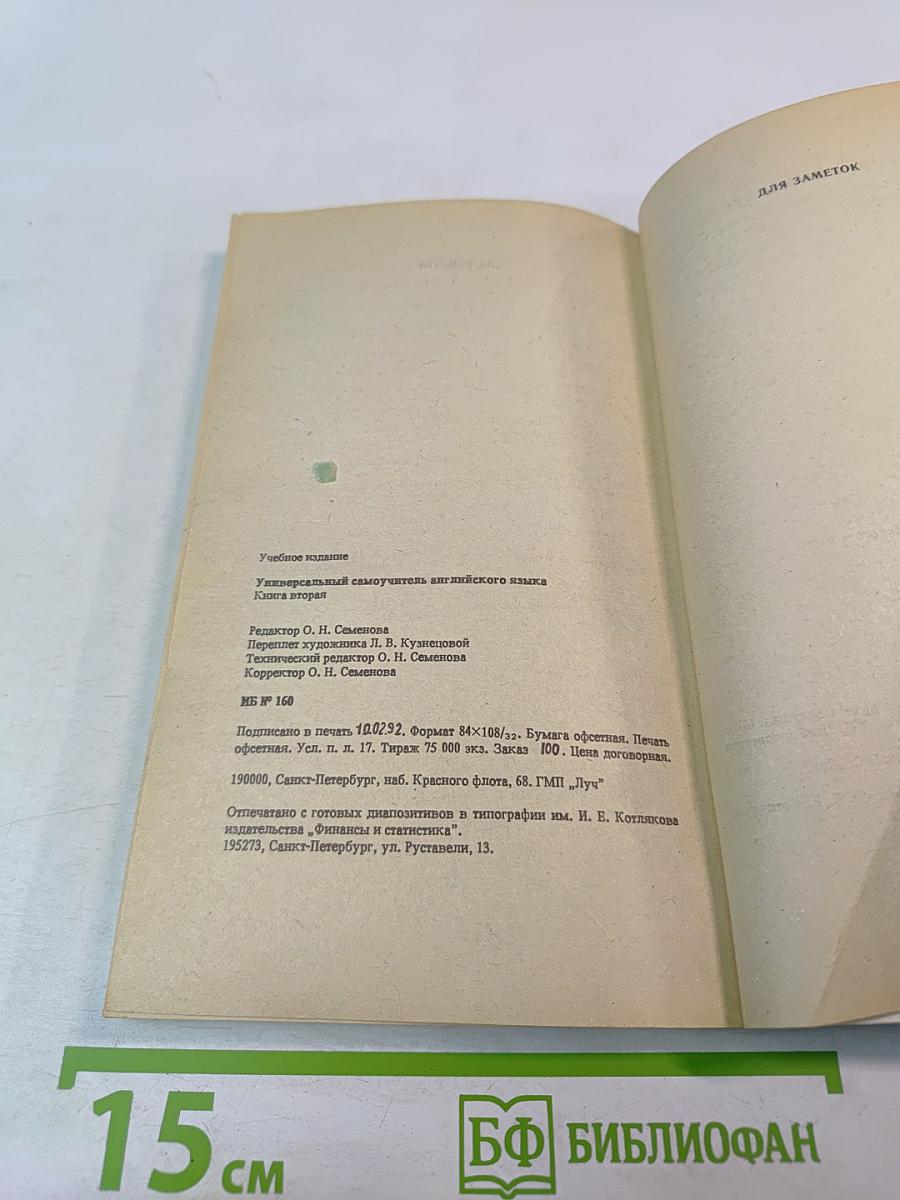 Учебное издание
Универсальный самоучитель английского языка
Книга вторая
Редактор О. Н. Семенова
Переплет художника Л. В. Кузнецовой
Технический редактор О. Н. Семенова
Корректор О. Н. Семенова
ИБ № 160
Подписано в печать 10.02.92. Формат 84×108/32. Бумага офсетная. Печать
офсетная. Усл. п. л. 17. Тираж 75 000 экз. Заказ 100. Цена договорная.
190000, Санкт-Петербург, наб. Красного флота, 68. ГМП „Луч”
Отпечатано с готовых диапозитивов в типографии им. И. Е. Котлякова
издательства „Финансы и статистика”.
195273, Санкт-Петербург, ул. Руставели, 13.
ДЛЯ ЗАМЕТОК
15 см
БФ БИБЛИОФАН